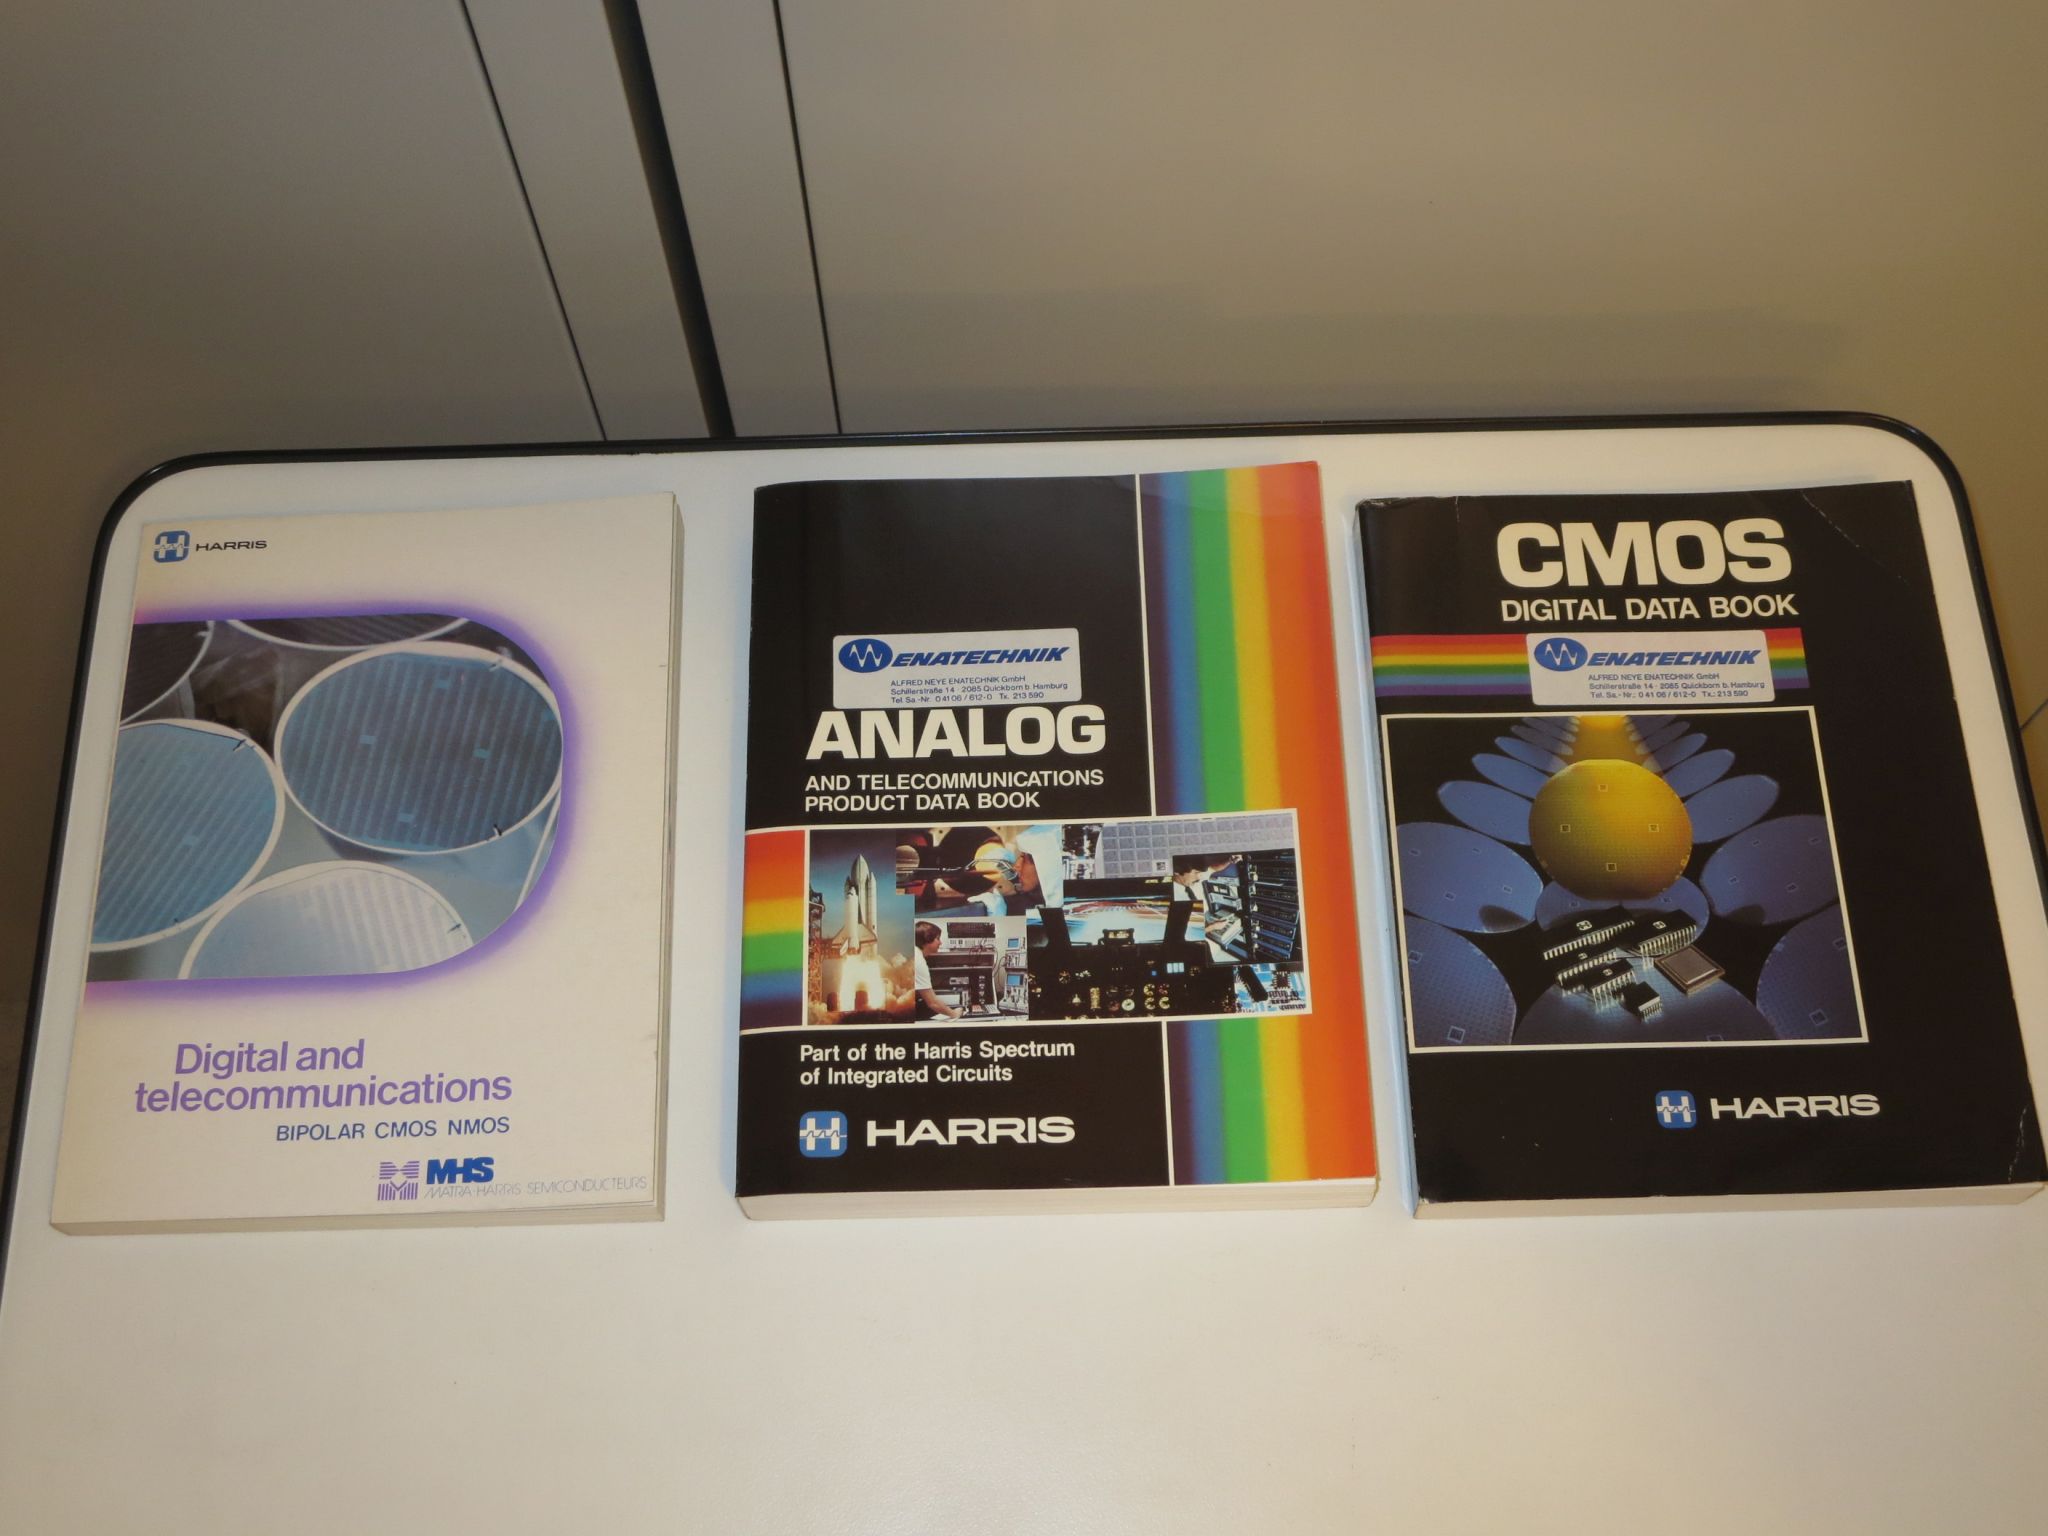 HARRIS
Digital and
telecommunications
BIPOLAR CMOS NMOS
MHS
MATRA-HARRIS SEMICONDUCTEURS
ENATECHNIK
ALFRED NEYE ENATECHNIK GmbH
Schillerstraße 14 · 2085 Quickborn b. Hamburg
Tel. Sa.-Nr. 0 41 06 / 612-0 Tx. 213 590
ANALOG
AND TELECOMMUNICATIONS
PRODUCT DATA BOOK
Part of the Harris Spectrum
of Integrated Circuits
HARRIS
CMOS
DIGITAL DATA BOOK
ENATECHNIK
ALFRED NEYE ENATECHNIK GmbH
Schillerstraße 14 · 2085 Quickborn b. Hamburg
Tel. Sa.-Nr.: 0 41 06 / 612-0 Tx.: 213 590
HARRIS